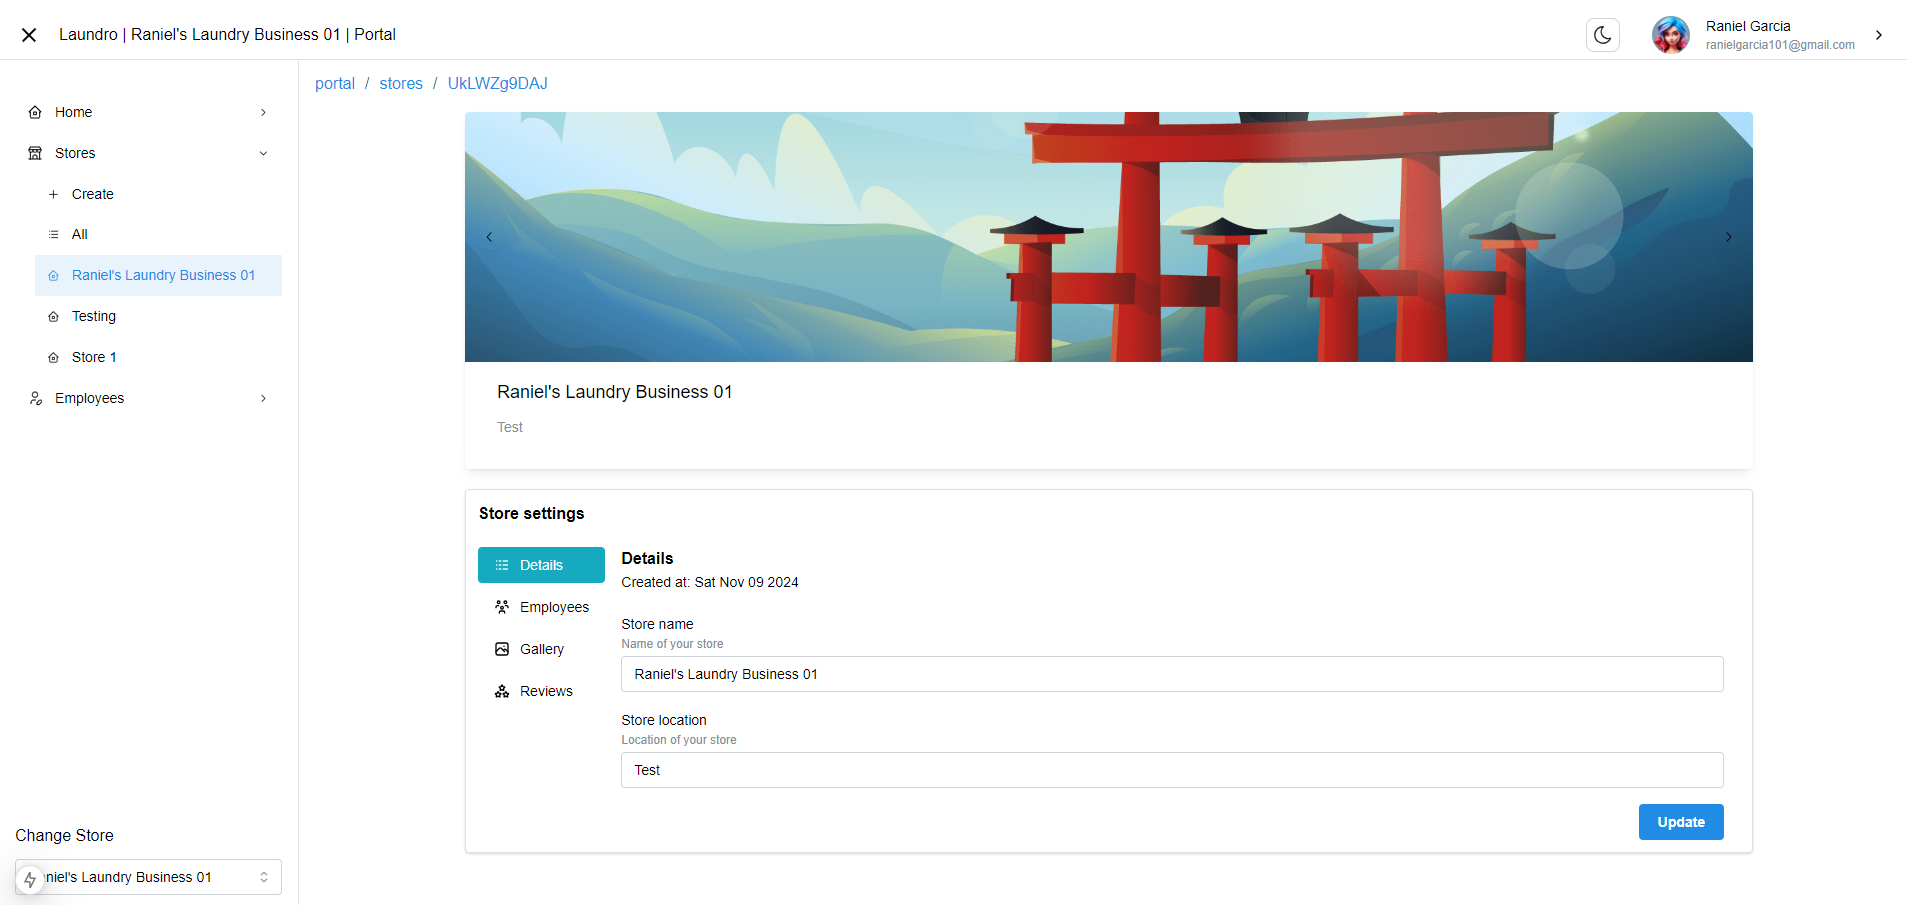 Laundro | Raniel's Laundry Business 01 | Portal
Raniel Garcia
ranielgarcia101@gmail.com
portal / stores / UkLWZg9DAJ
Home
Stores
Create
All
Raniel's Laundry Business 01
Testing
Store 1
Employees
Raniel's Laundry Business 01
Test
Store settings
Details
Employees
Gallery
Reviews
Details
Created at: Sat Nov 09 2024
Store name
Name of your store
Raniel's Laundry Business 01
Store location
Location of your store
Test
Update
Change Store
niel's Laundry Business 01